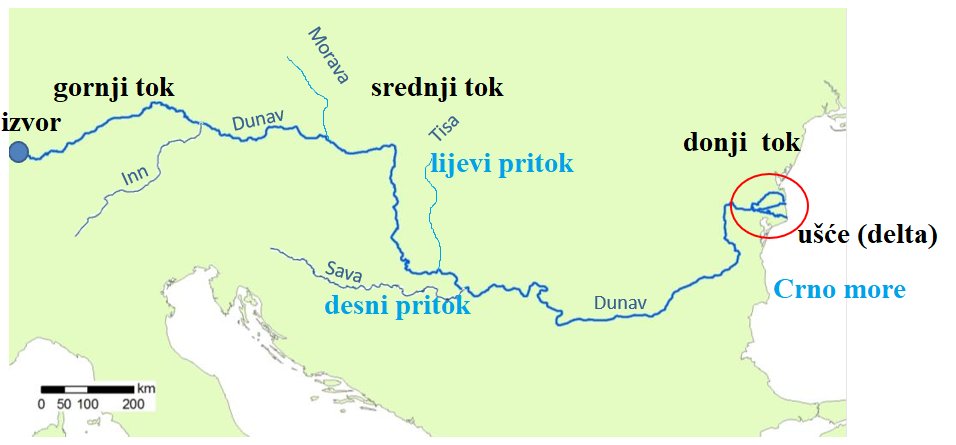 Morava
gornji tok
srednji tok
izvor
Dunav
Tisa
donji tok
lijevi pritok
Inn
ušće (delta)
Sava
desni pritok
Crno more
Dunav
km
0 50 100 200